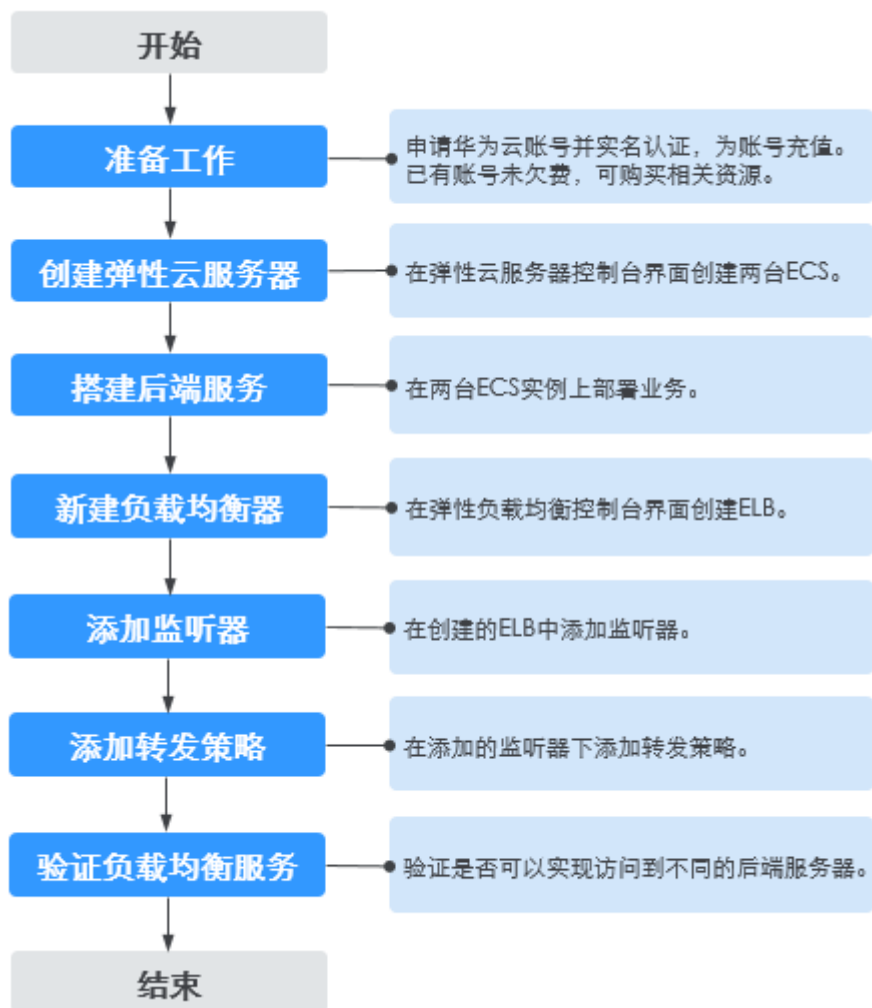 开始
准备工作
申请华为云账号并实名认证，为账号充值。
已有账号未欠费，可购买相关资源。
创建弹性云服务器
在弹性云服务器控制台界面创建两台ECS。
搭建后端服务
在两台ECS实例上部署业务。
新建负载均衡器
在弹性负载均衡控制台界面创建ELB。
添加监听器
在创建的ELB中添加监听器。
添加转发策略
在添加的监听器下添加转发策略。
验证负载均衡服务
验证是否可以实现访问到不同的后端服务器。
结束